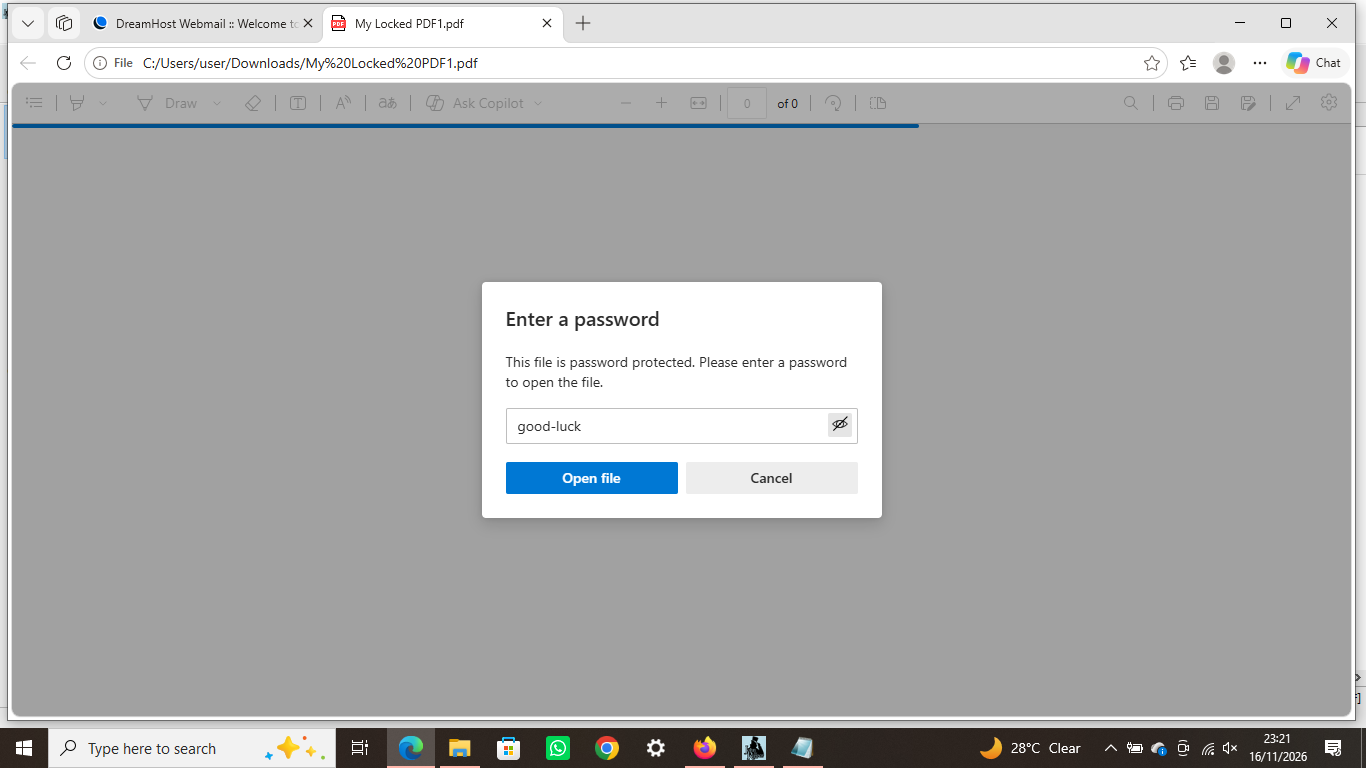 DreamHost Webmail :: Welcome to
My Locked PDF1.pdf
File
C:/Users/user/Downloads/My%20Locked%20PDF1.pdf
Chat
Draw
aあ
Ask Copilot
0
of 0
Enter a password
This file is password protected. Please enter a password
to open the file.
good-luck
Open file
Cancel
Type here to search
28°C Clear
23:21
16/11/2026